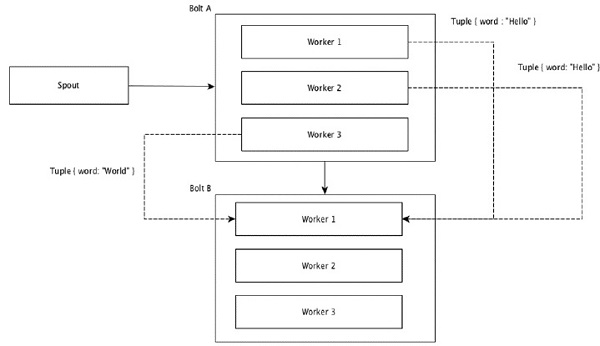 Bolt A
Tuple { word : "Hello" }
Worker 1
Tuple { word: "Hello" }
Spout
Worker 2
Worker 3
Tuple { word: "World" }
Bolt B
Worker 1
Worker 2
Worker 3